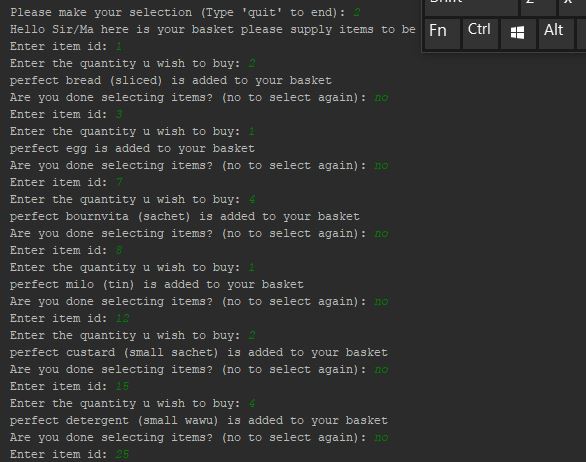 Please make your selection (Type 'quit' to end): 2
Hello Sir/Ma here is your basket please supply items to be
Enter item id: 1
Enter the quantity u wish to buy: 2
perfect bread (sliced) is added to your basket
Are you done selecting items? (no to select again): no
Enter item id: 3
Enter the quantity u wish to buy: 1
perfect egg is added to your basket
Are you done selecting items? (no to select again): no
Enter item id: 7
Enter the quantity u wish to buy: 4
perfect bournvita (sachet) is added to your basket
Are you done selecting items? (no to select again): no
Enter item id: 8
Enter the quantity u wish to buy: 1
perfect milo (tin) is added to your basket
Are you done selecting items? (no to select again): no
Enter item id: 12
Enter the quantity u wish to buy: 2
perfect custard (small sachet) is added to your basket
Are you done selecting items? (no to select again): no
Enter item id: 15
Enter the quantity u wish to buy: 4
perfect detergent (small wawu) is added to your basket
Are you done selecting items? (no to select again): no
Enter item id: 25
Fn Ctrl Alt